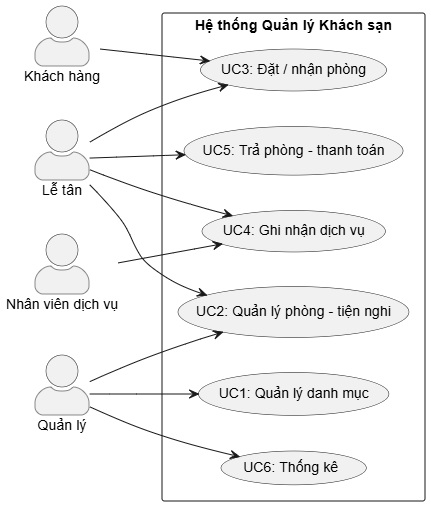 Hệ thống Quản lý Khách sạn
Khách hàng
UC3: Đặt / nhận phòng
UC5: Trả phòng - thanh toán
Lễ tân
UC4: Ghi nhận dịch vụ
Nhân viên dịch vụ
UC2: Quản lý phòng - tiện nghi
UC1: Quản lý danh mục
Quản lý
UC6: Thống kê